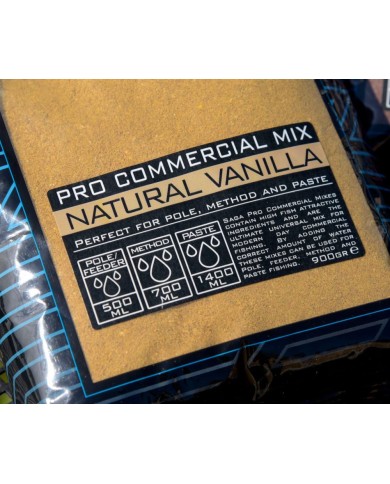 PRO COMMERCIAL MIX
NATURAL VANILLA
PERFECT FOR POLE, METHOD AND PASTE
POLE/
FEEDER
500
ML
METHOD
700
ML
PASTE
1400
ML
SAGA PRO COMMERCIAL MIXES
CONTAIN HIGH FISH ATTRACTIVE
INGREDIENTS AND ARE THE
ULTIMATE UNIVERSAL MIX FOR
MODERN DAY COMMERCIAL
FISHING. BY ADDING THE
CORRECT AMOUNT OF WATER
THESE MIXES CAN BE USED FOR
POLE, FEEDER, METHOD AND
PASTE FISHING.
900GR ℮